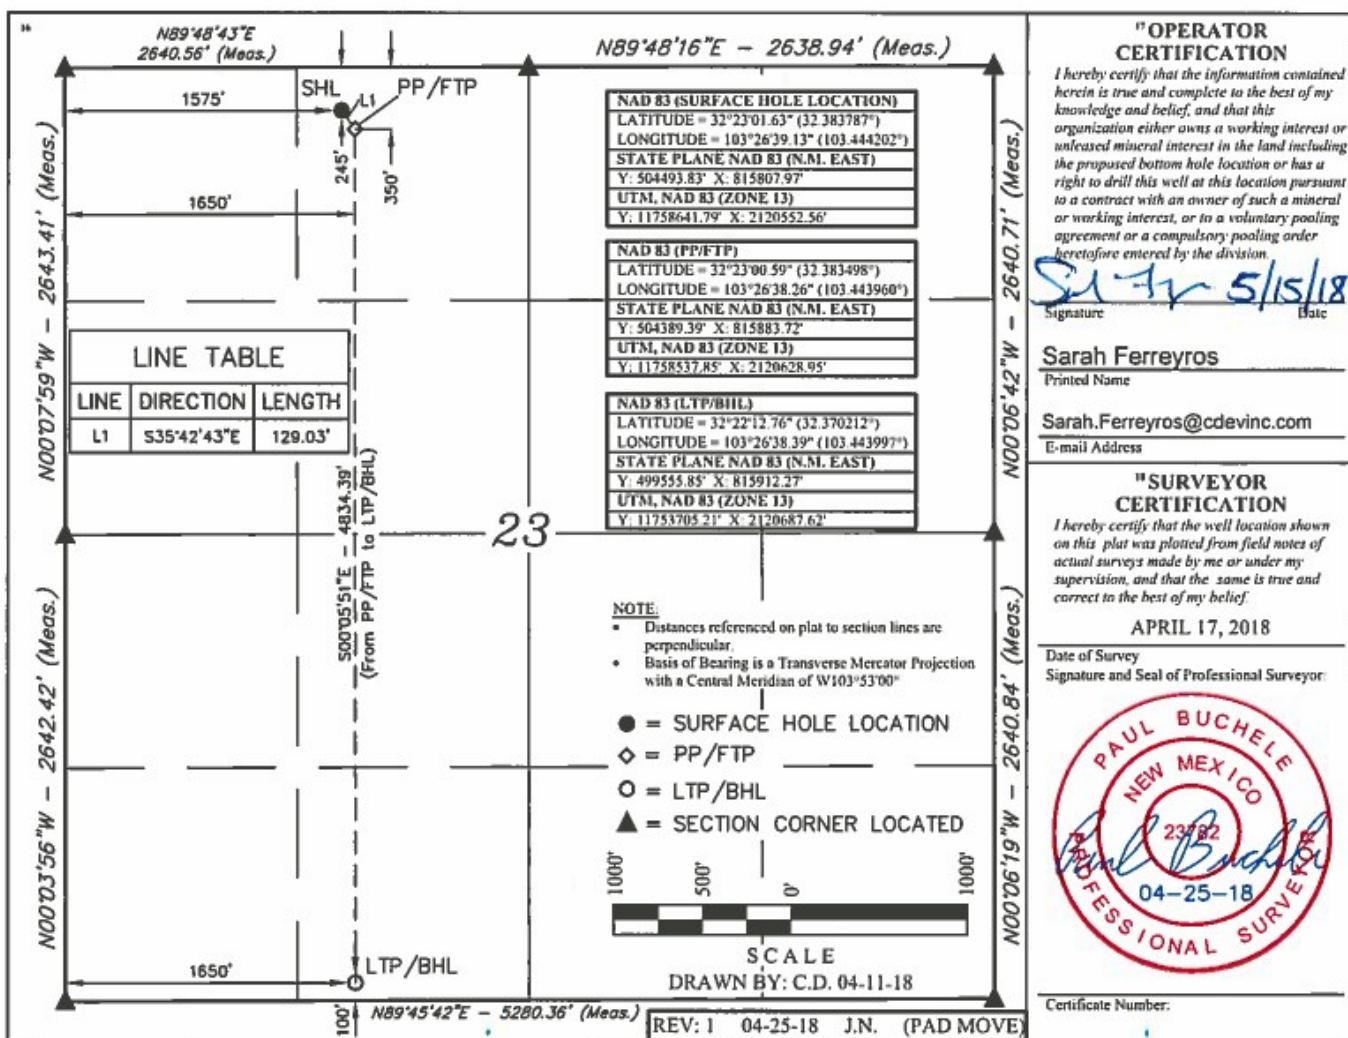 16
N89°48'43"E
2640.56' (Meas.)
N89°48'16"E – 2638.94' (Meas.)
SHL
PP/FTP
L1
1575'
245'
350'
1650'
N00°07'59"W – 2643.41' (Meas.)
LINE TABLE
LINE DIRECTION LENGTH
L1 S35°42'43"E 129.03'
S00°05'51"E – 4834.39'
(From PP/FTP to LTP/BHL)
23
N00°03'56"W – 2642.42' (Meas.)
1650'
LTP/BHL
100'
N89°45'42"E – 5280.36' (Meas.)
NAD 83 (SURFACE HOLE LOCATION)
LATITUDE = 32°23'01.63" (32.383787°)
LONGITUDE = 103°26'39.13" (103.444202°)
STATE PLANE NAD 83 (N.M. EAST)
Y: 504493.83' X: 815807.97'
UTM, NAD 83 (ZONE 13)
Y: 11758641.79' X: 2120552.56'
NAD 83 (PP/FTP)
LATITUDE = 32°23'00.59" (32.383498°)
LONGITUDE = 103°26'38.26" (103.443960°)
STATE PLANE NAD 83 (N.M. EAST)
Y: 504389.39' X: 815883.72'
UTM, NAD 83 (ZONE 13)
Y: 11758537.85' X: 2120628.95'
NAD 83 (LTP/BHL)
LATITUDE = 32°22'12.76" (32.370212°)
LONGITUDE = 103°26'38.39" (103.443997°)
STATE PLANE NAD 83 (N.M. EAST)
Y: 499555.85' X: 815912.27'
UTM, NAD 83 (ZONE 13)
Y: 11753705.21' X: 2120687.62'
N00°06'42"W – 2640.71' (Meas.)
N00°06'19"W – 2640.84' (Meas.)
NOTE:
• Distances referenced on plat to section lines are
perpendicular.
• Basis of Bearing is a Transverse Mercator Projection
with a Central Meridian of W103°53'00"
= SURFACE HOLE LOCATION
= PP/FTP
= LTP/BHL
= SECTION CORNER LOCATED
1000' 500' 0' 1000'
SCALE
DRAWN BY: C.D. 04-11-18
REV: 1 04-25-18 J.N. (PAD MOVE)
17 OPERATOR
CERTIFICATION
I hereby certify that the information contained
herein is true and complete to the best of my
knowledge and belief, and that this
organization either owns a working interest or
unleased mineral interest in the land including
the proposed bottom hole location or has a
right to drill this well at this location pursuant
to a contract with an owner of such a mineral
or working interest, or to a voluntary pooling
agreement or a compulsory pooling order
heretofore entered by the division.
5/15/18
Signature Date
Sarah Ferreyros
Printed Name
Sarah.Ferreyros@cdevinc.com
E-mail Address
18 SURVEYOR
CERTIFICATION
I hereby certify that the well location shown
on this plat was plotted from field notes of
actual surveys made by me or under my
supervision, and that the same is true and
correct to the best of my belief.
APRIL 17, 2018
Date of Survey
Signature and Seal of Professional Surveyor:
PAUL BUCHELE
NEW MEXICO
23782
Paul Buchele
04-25-18
PROFESSIONAL SURVEYOR
Certificate Number: